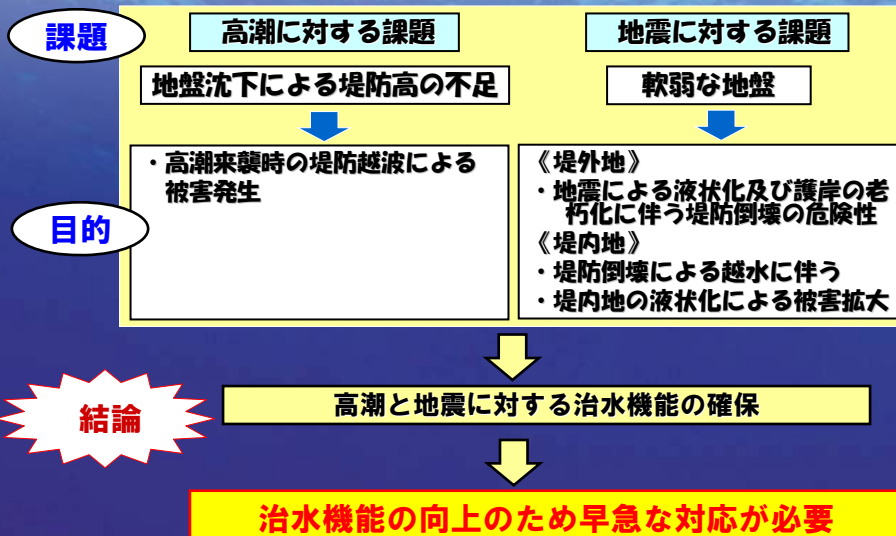 課題
高潮に対する課題
地盤沈下による堤防高の不足
・高潮来襲時の堤防越波による
被害発生
地震に対する課題
軟弱な地盤
《堤外地》
・地震による液状化及び護岸の老
朽化に伴う堤防倒壊の危険性
《堤内地》
・堤防倒壊による越水に伴う
・堤内地の液状化による被害拡大
目的
結論
高潮と地震に対する治水機能の確保
治水機能の向上のため早急な対応が必要